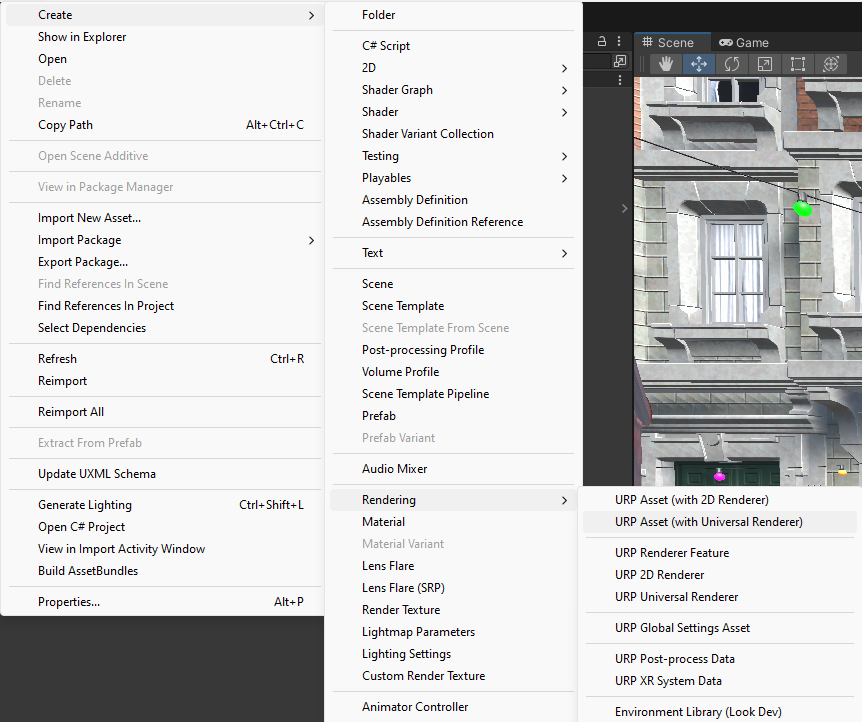 Create
Show in Explorer
Open
Delete
Rename
Copy Path Alt+Ctrl+C
Open Scene Additive
View in Package Manager
Import New Asset...
Import Package
Export Package...
Find References In Scene
Find References In Project
Select Dependencies
Refresh Ctrl+R
Reimport
Reimport All
Extract From Prefab
Update UXML Schema
Generate Lighting Ctrl+Shift+L
Open C# Project
View in Import Activity Window
Build AssetBundles
Properties... Alt+P
Folder
C# Script
2D
Shader Graph
Shader
Shader Variant Collection
Testing
Playables
Assembly Definition
Assembly Definition Reference
Text
Scene
Scene Template
Scene Template From Scene
Post-processing Profile
Volume Profile
Scene Template Pipeline
Prefab
Prefab Variant
Audio Mixer
Rendering
Material
Material Variant
Lens Flare
Lens Flare (SRP)
Render Texture
Lightmap Parameters
Lighting Settings
Custom Render Texture
Animator Controller
Scene Game
URP Asset (with 2D Renderer)
URP Asset (with Universal Renderer)
URP Renderer Feature
URP 2D Renderer
URP Universal Renderer
URP Global Settings Asset
URP Post-process Data
URP XR System Data
Environment Library (Look Dev)